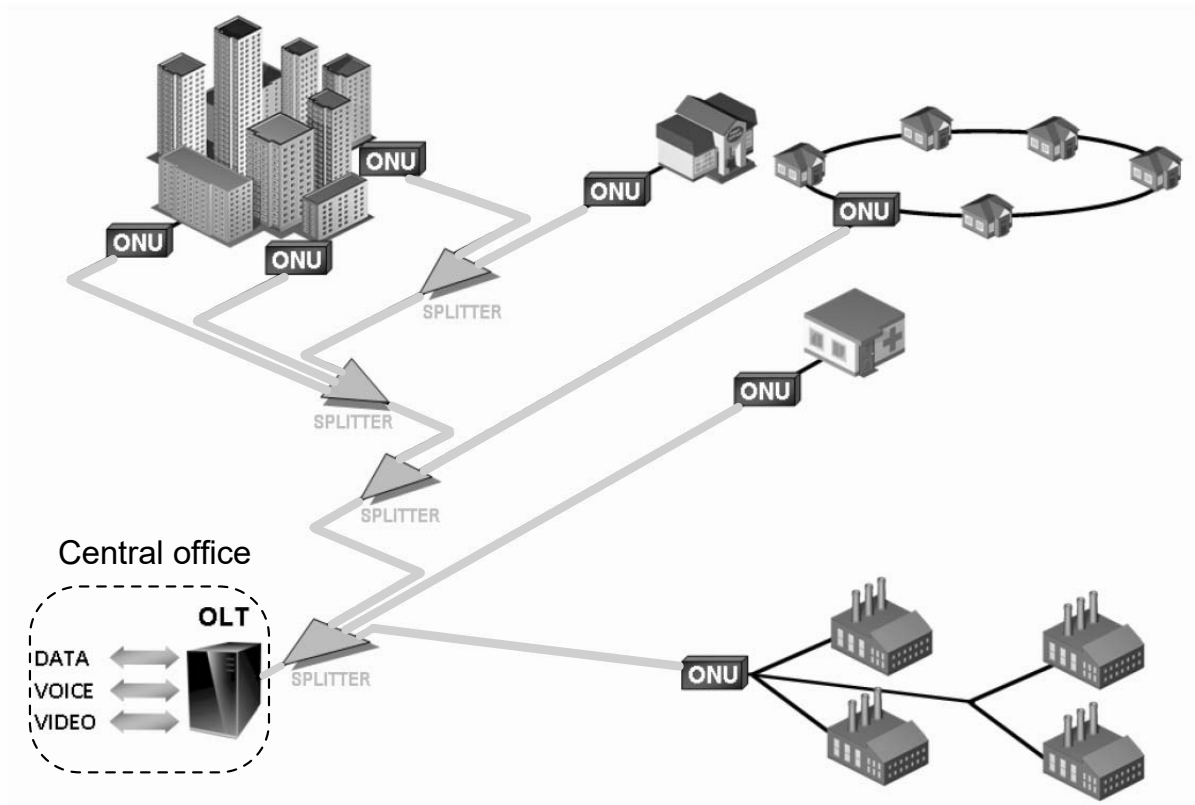 ONU
ONU
ONU
ONU
ONU
SPLITTER
ONU
SPLITTER
SPLITTER
Central office
OLT
DATA
VOICE
VIDEO
SPLITTER
ONU